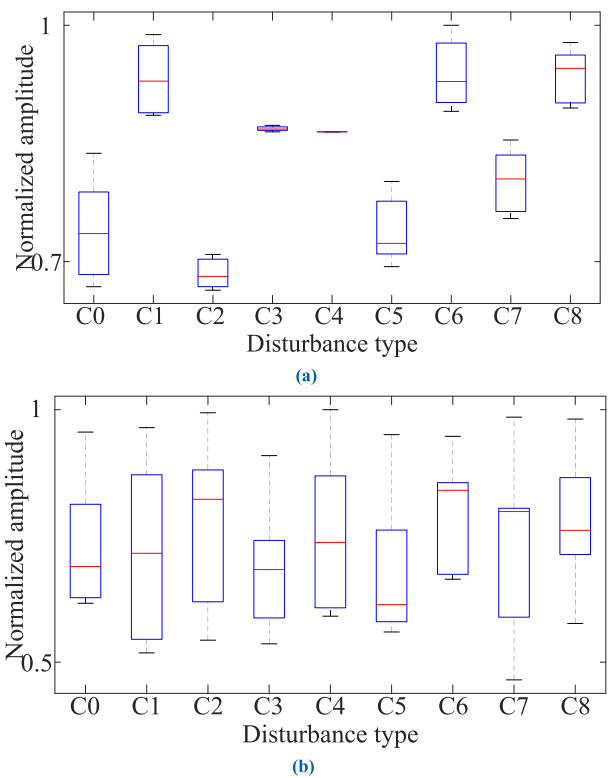 1
Normalized amplitude
0.7
C0 C1 C2 C3 C4 C5 C6 C7 C8
Disturbance type
(a)
1
Normalized amplitude
0.5
C0 C1 C2 C3 C4 C5 C6 C7 C8
Disturbance type
(b)